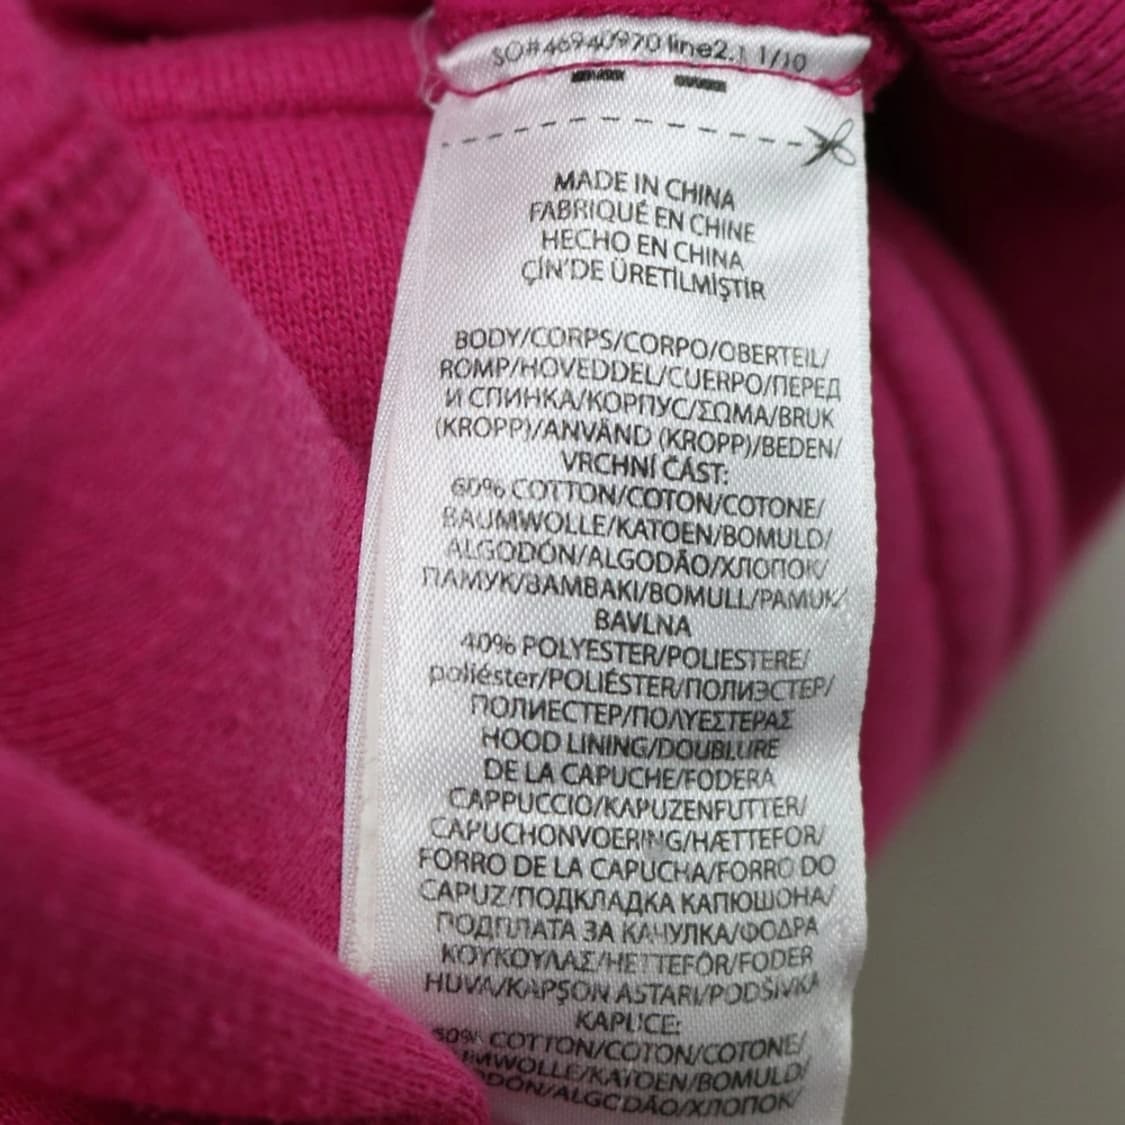 SO#46940970 line2.1 1/10
MADE IN CHINA
FABRIQUÉ EN CHINE
HECHO EN CHINA
ÇİN'DE ÜRETİLMİŞTİR
BODY/CORPS/CORPO/OBERTEIL/
ROMP/HOVEDDEL/CUERPO/ПЕРЕД
И СПИНКА/КОРПУС/ΣΩΜΑ/BRUK
(KROPP)/ANVÄND (KROPP)/BEDEN/
VRCHNÍ ČÁST:
60% COTTON/COTON/COTONE/
BAUMWOLLE/KATOEN/BOMULD/
ALGODÓN/ALGODÃO/ХЛОПОК/
ПАМУК/BAMBAKI/BOMULL/PAMUK/
BAVLNA
40% POLYESTER/POLIESTERE/
poliéster/POLIÉSTER/ПОЛИЭСТЕР/
ПОЛИЕСТЕР/ΠΟΛΥΕΣΤΕΡΑΣ
HOOD LINING/DOUBLURE
DE LA CAPUCHE/FODERA
CAPPUCCIO/KAPUZENFUTTER/
CAPUCHONVOERING/HÆTTEFOR/
FORRO DE LA CAPUCHA/FORRO DO
CAPUZ/ПОДКЛАДКА КАПЮШОНА/
ПОДПЛАТА ЗА КАЧУЛКА/ΦΟΔΡΑ
ΚΟΥΚΟΥΛΑΣ/HETTEFÔR/FODER
HUVA/KAPŞON ASTARI/PODŠIVKA
KAPUCE:
COTTON/COTON/COTONE/
/KATOEN/BOMULD/
/ALGODÃO/ХЛОПОК/